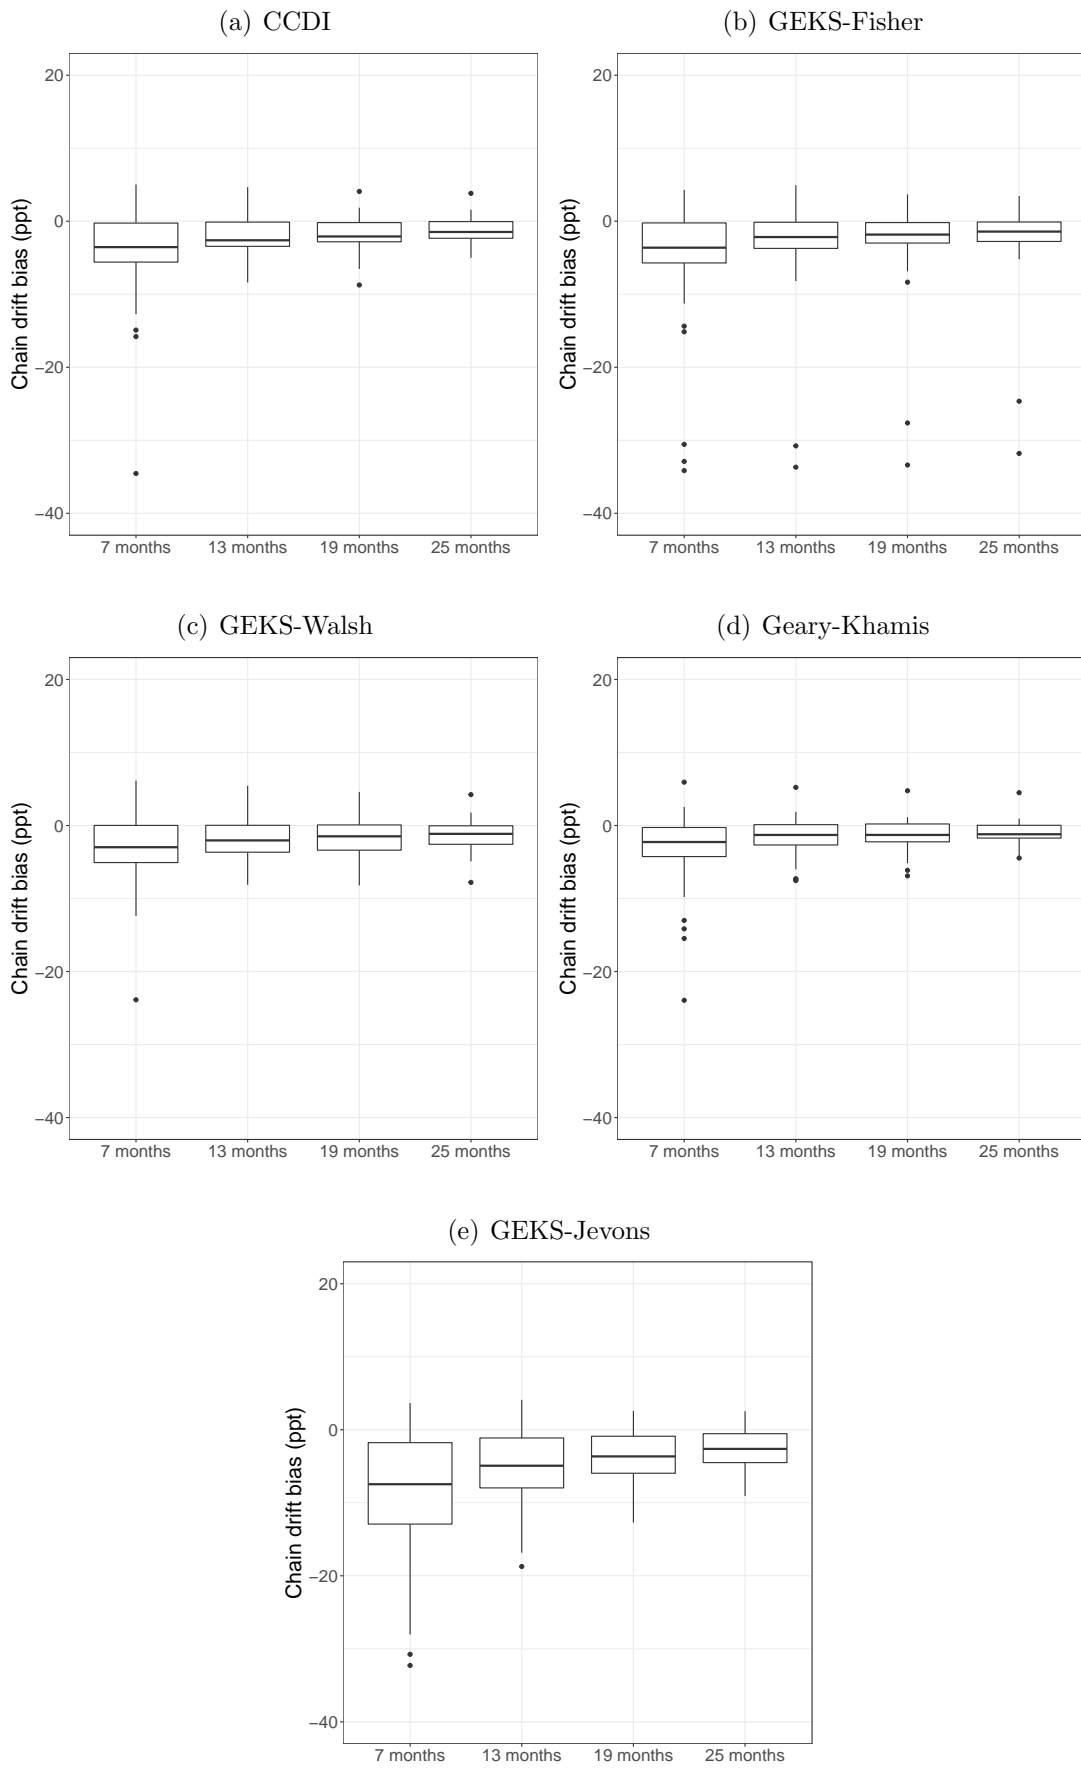 (a) CCDI
(b) GEKS-Fisher
20
0
−20
−40
Chain drift bias (ppt)
7 months 13 months 19 months 25 months
20
0
−20
−40
Chain drift bias (ppt)
7 months 13 months 19 months 25 months
(c) GEKS-Walsh
(d) Geary-Khamis
20
0
−20
−40
Chain drift bias (ppt)
7 months 13 months 19 months 25 months
20
0
−20
−40
Chain drift bias (ppt)
7 months 13 months 19 months 25 months
(e) GEKS-Jevons
20
0
−20
−40
Chain drift bias (ppt)
7 months 13 months 19 months 25 months